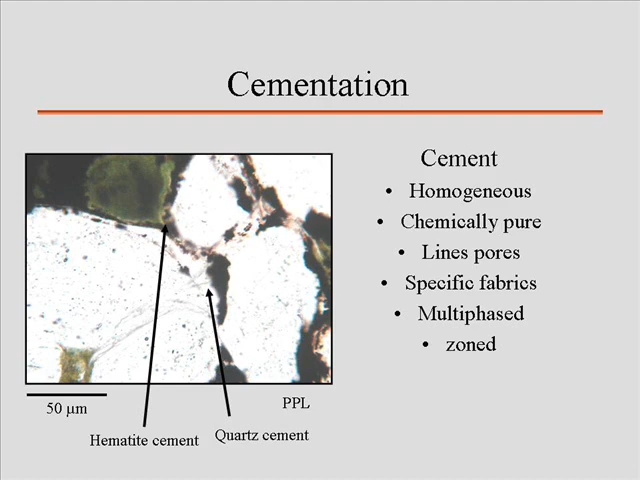 Cementation
Cement
• Homogeneous
• Chemically pure
• Lines pores
• Specific fabrics
• Multiphased
• zoned
50 μm
PPL
Hematite cement
Quartz cement